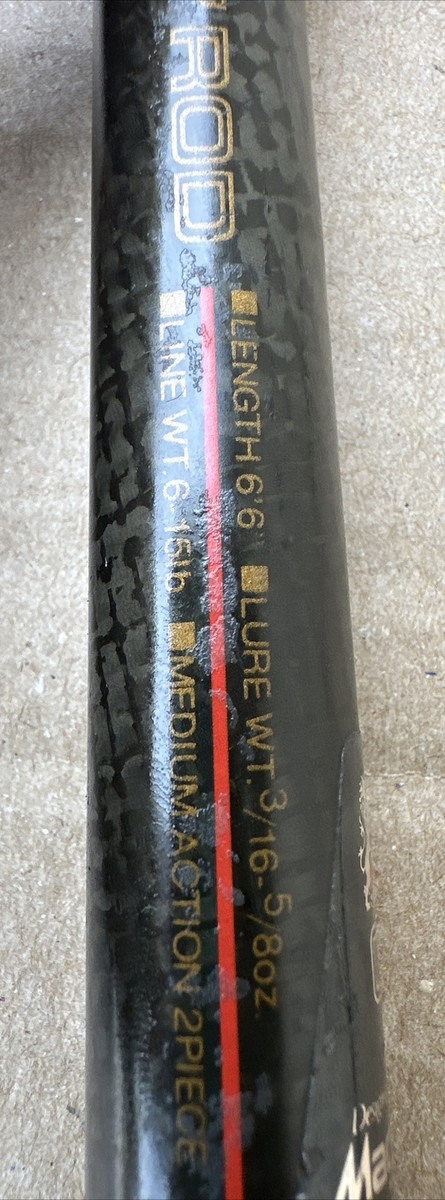 ROD
■LENGTH 6'6" ■LURE WT. 3/16-5/8oz.
■LINE WT. 6-15lb ■MEDIUM ACTION 2PIECE